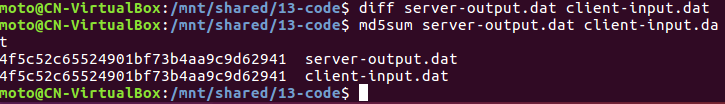 moto@CN-VirtualBox:/mnt/shared/13-code$ diff server-output.dat client-input.dat
moto@CN-VirtualBox:/mnt/shared/13-code$ md5sum server-output.dat client-input.da
t
4f5c52c65524901bf73b4aa9c9d62941  server-output.dat
4f5c52c65524901bf73b4aa9c9d62941  client-input.dat
moto@CN-VirtualBox:/mnt/shared/13-code$